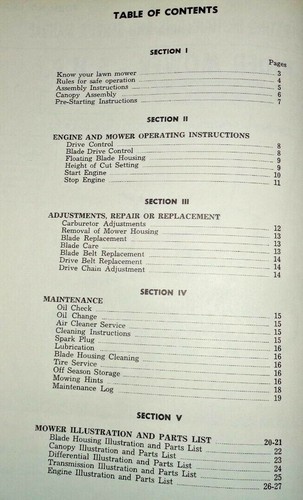 TABLE OF CONTENTS
SECTION I
Pages
Know your lawn mower 3
Rules for safe operation 4
Assembly Instructions 5
Canopy Assembly 6
Pre-Starting Instructions 7
SECTION II
ENGINE AND MOWER OPERATING INSTRUCTIONS
Drive Control 8
Blade Drive Control 8
Floating Blade Housing 9
Height of Cut Setting 9
Start Engine 10
Stop Engine 11
SECTION III
ADJUSTMENTS, REPAIR OR REPLACEMENT
Carburetor Adjustments 12
Removal of Mower Housing 13
Blade Replacement 13
Blade Care 13
Blade Belt Replacement 14
Drive Belt Replacement 14
Drive Chain Adjustment 14
SECTION IV
MAINTENANCE
Oil Check 15
Oil Change 15
Air Cleaner Service 15
Cleaning Instructions 15
Spark Plug 16
Lubrication 16
Blade Housing Cleaning 16
Tire Service 16
Off Season Storage 16
Mowing Hints 18
Maintenance Log 19
SECTION V
MOWER ILLUSTRATION AND PARTS LIST 20-21
Blade Housing Illustration and Parts List 22
Canopy Illustration and Parts List 23
Differential Illustration and Parts List 24
Transmission Illustration and Parts List 25
Engine Illustration and Parts List 26-27